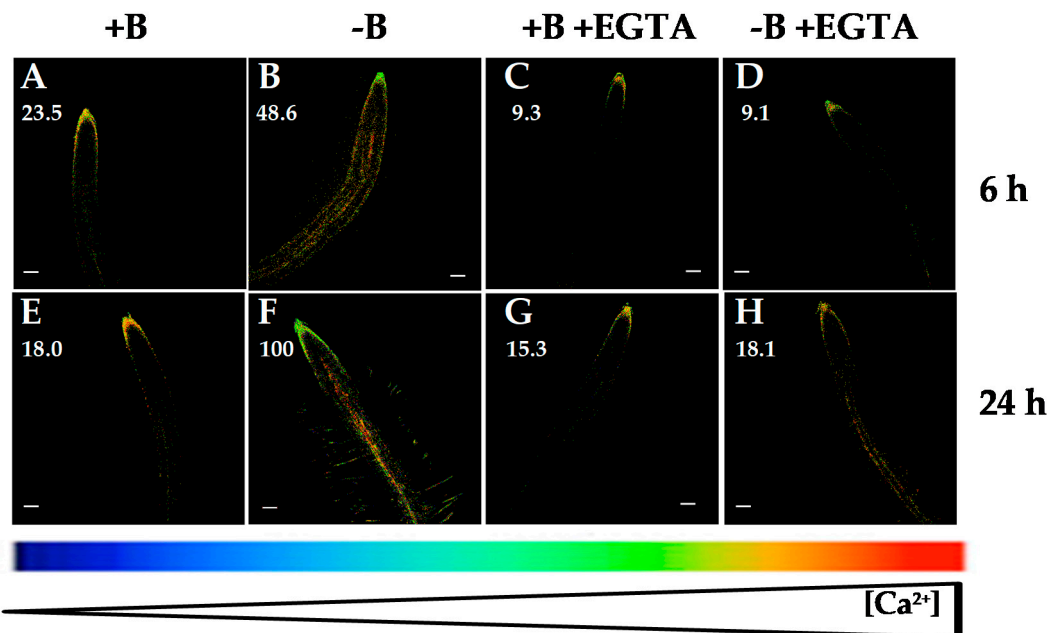 +B -B +B +EGTA -B +EGTA
A B C D
23.5 48.6 9.3 9.1
6 h
E F G H
18.0 100 15.3 18.1
24 h
[Ca²⁺]